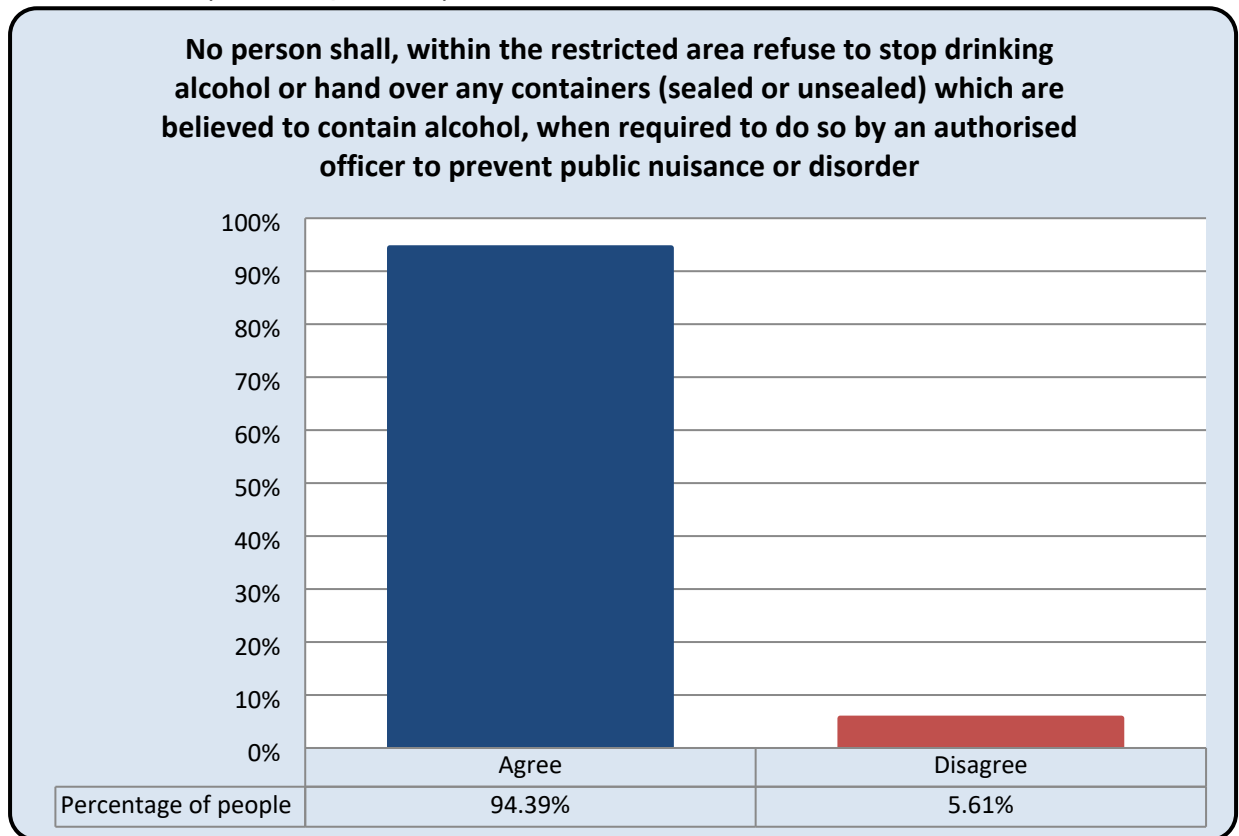 No person shall, within the restricted area refuse to stop drinking
alcohol or hand over any containers (sealed or unsealed) which are
believed to contain alcohol, when required to do so by an authorised
officer to prevent public nuisance or disorder
100%
90%
80%
70%
60%
50%
40%
30%
20%
10%
0%
Agree Disagree
Percentage of people 94.39% 5.61%